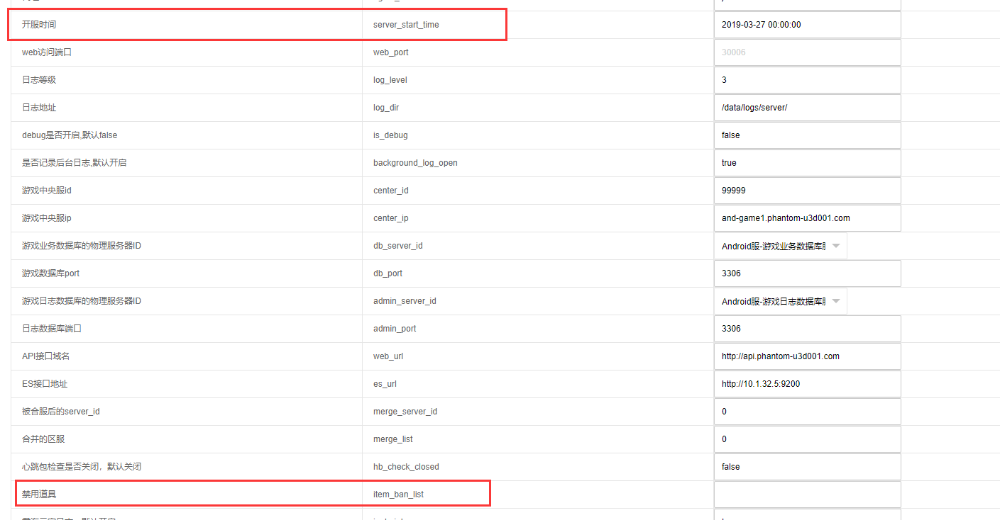 开服时间 server_start_time 2019-03-27 00:00:00
web访问端口 web_port 30006
日志等级 log_level 3
日志地址 log_dir /data/logs/server/
debug是否开启,默认false is_debug false
是否记录后台日志,默认开启 background_log_open true
游戏中央服id center_id 99999
游戏中央服ip center_ip and-game1.phantom-u3d001.com
游戏业务数据库的物理服务器ID db_server_id Android服-游戏业务数据库
游戏数据库port db_port 3306
游戏日志数据库的物理服务器ID admin_server_id Android服-游戏日志数据库
日志数据库端口 admin_port 3306
API接口域名 web_url http://api.phantom-u3d001.com
ES接口地址 es_url http://10.1.32.5:9200
被合服后的server_id merge_server_id 0
合并的区服 merge_list 0
心跳包检查是否关闭，默认关闭 hb_check_closed false
禁用道具 item_ban_list